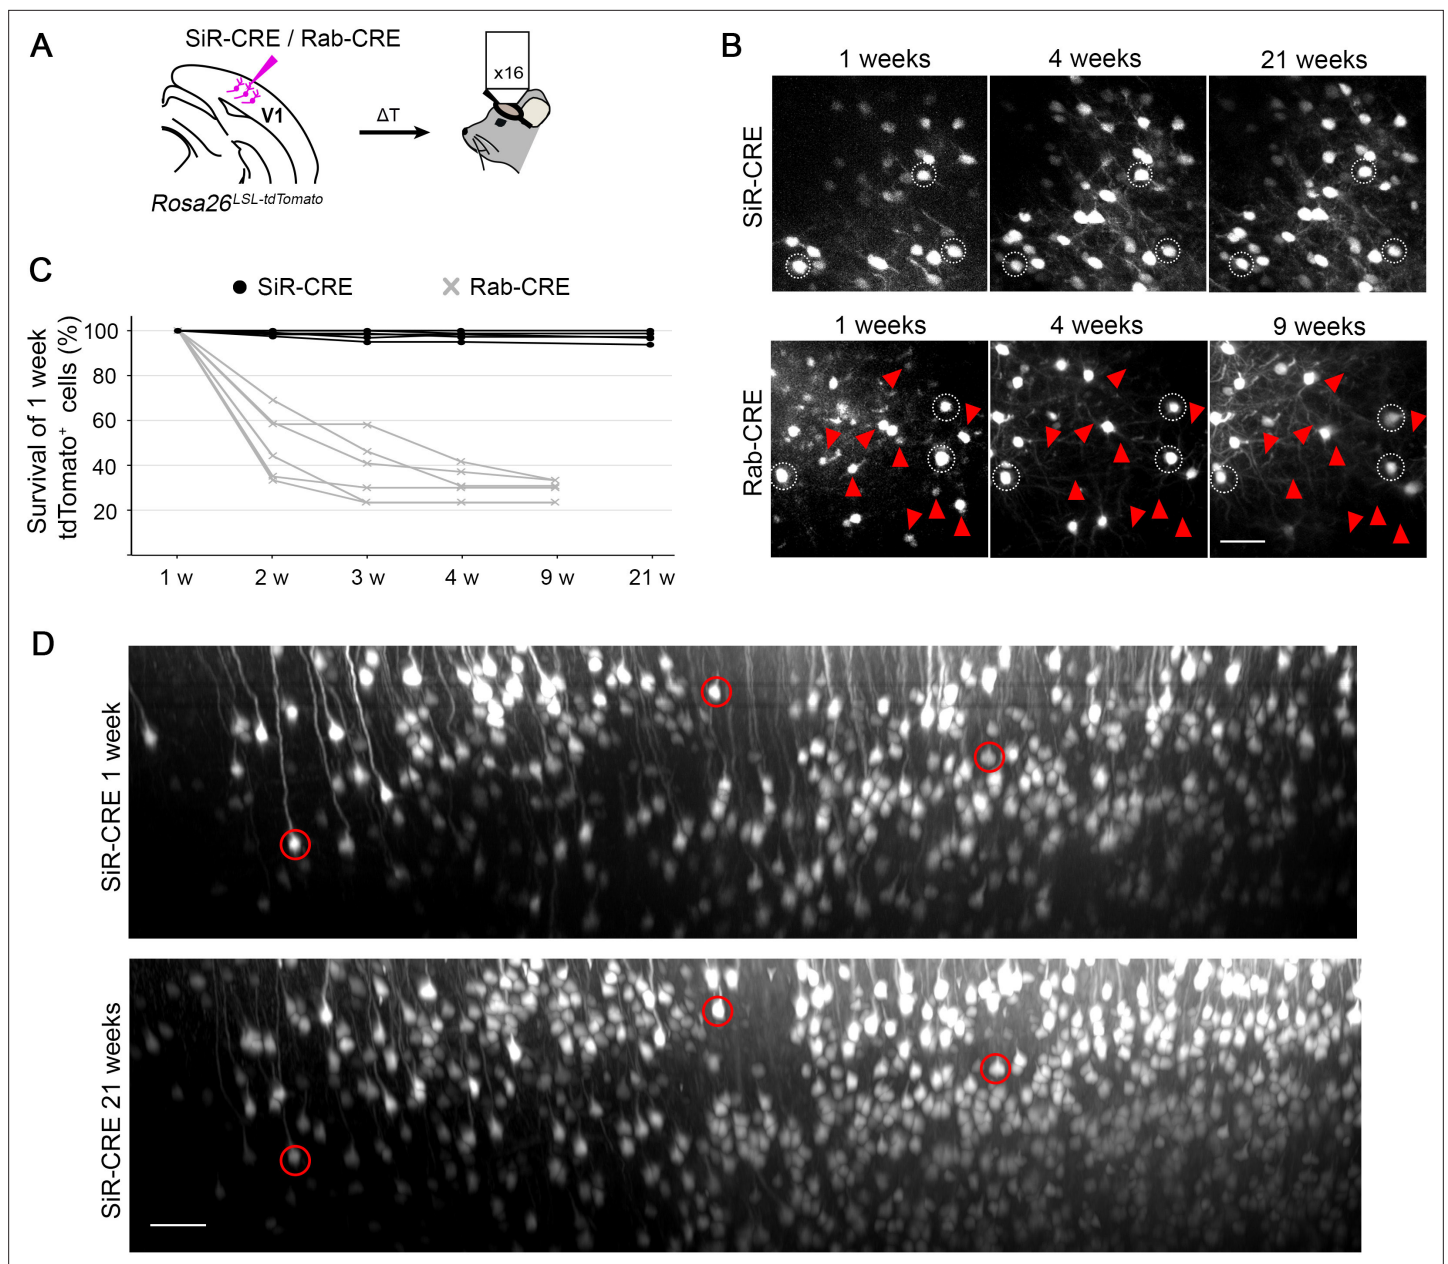 A
SiR-CRE / Rab-CRE
x16
V1
ΔT
Rosa26LSL-tdTomato
B
1 weeks 4 weeks 21 weeks
SiR-CRE
1 weeks 4 weeks 9 weeks
Rab-CRE
C
SiR-CRE Rab-CRE
Survival of 1 week
tdTomato+ cells (%)
100
80
60
40
20
1 w 2 w 3 w 4 w 9 w 21 w
D
SiR-CRE 1 week
SiR-CRE 21 weeks